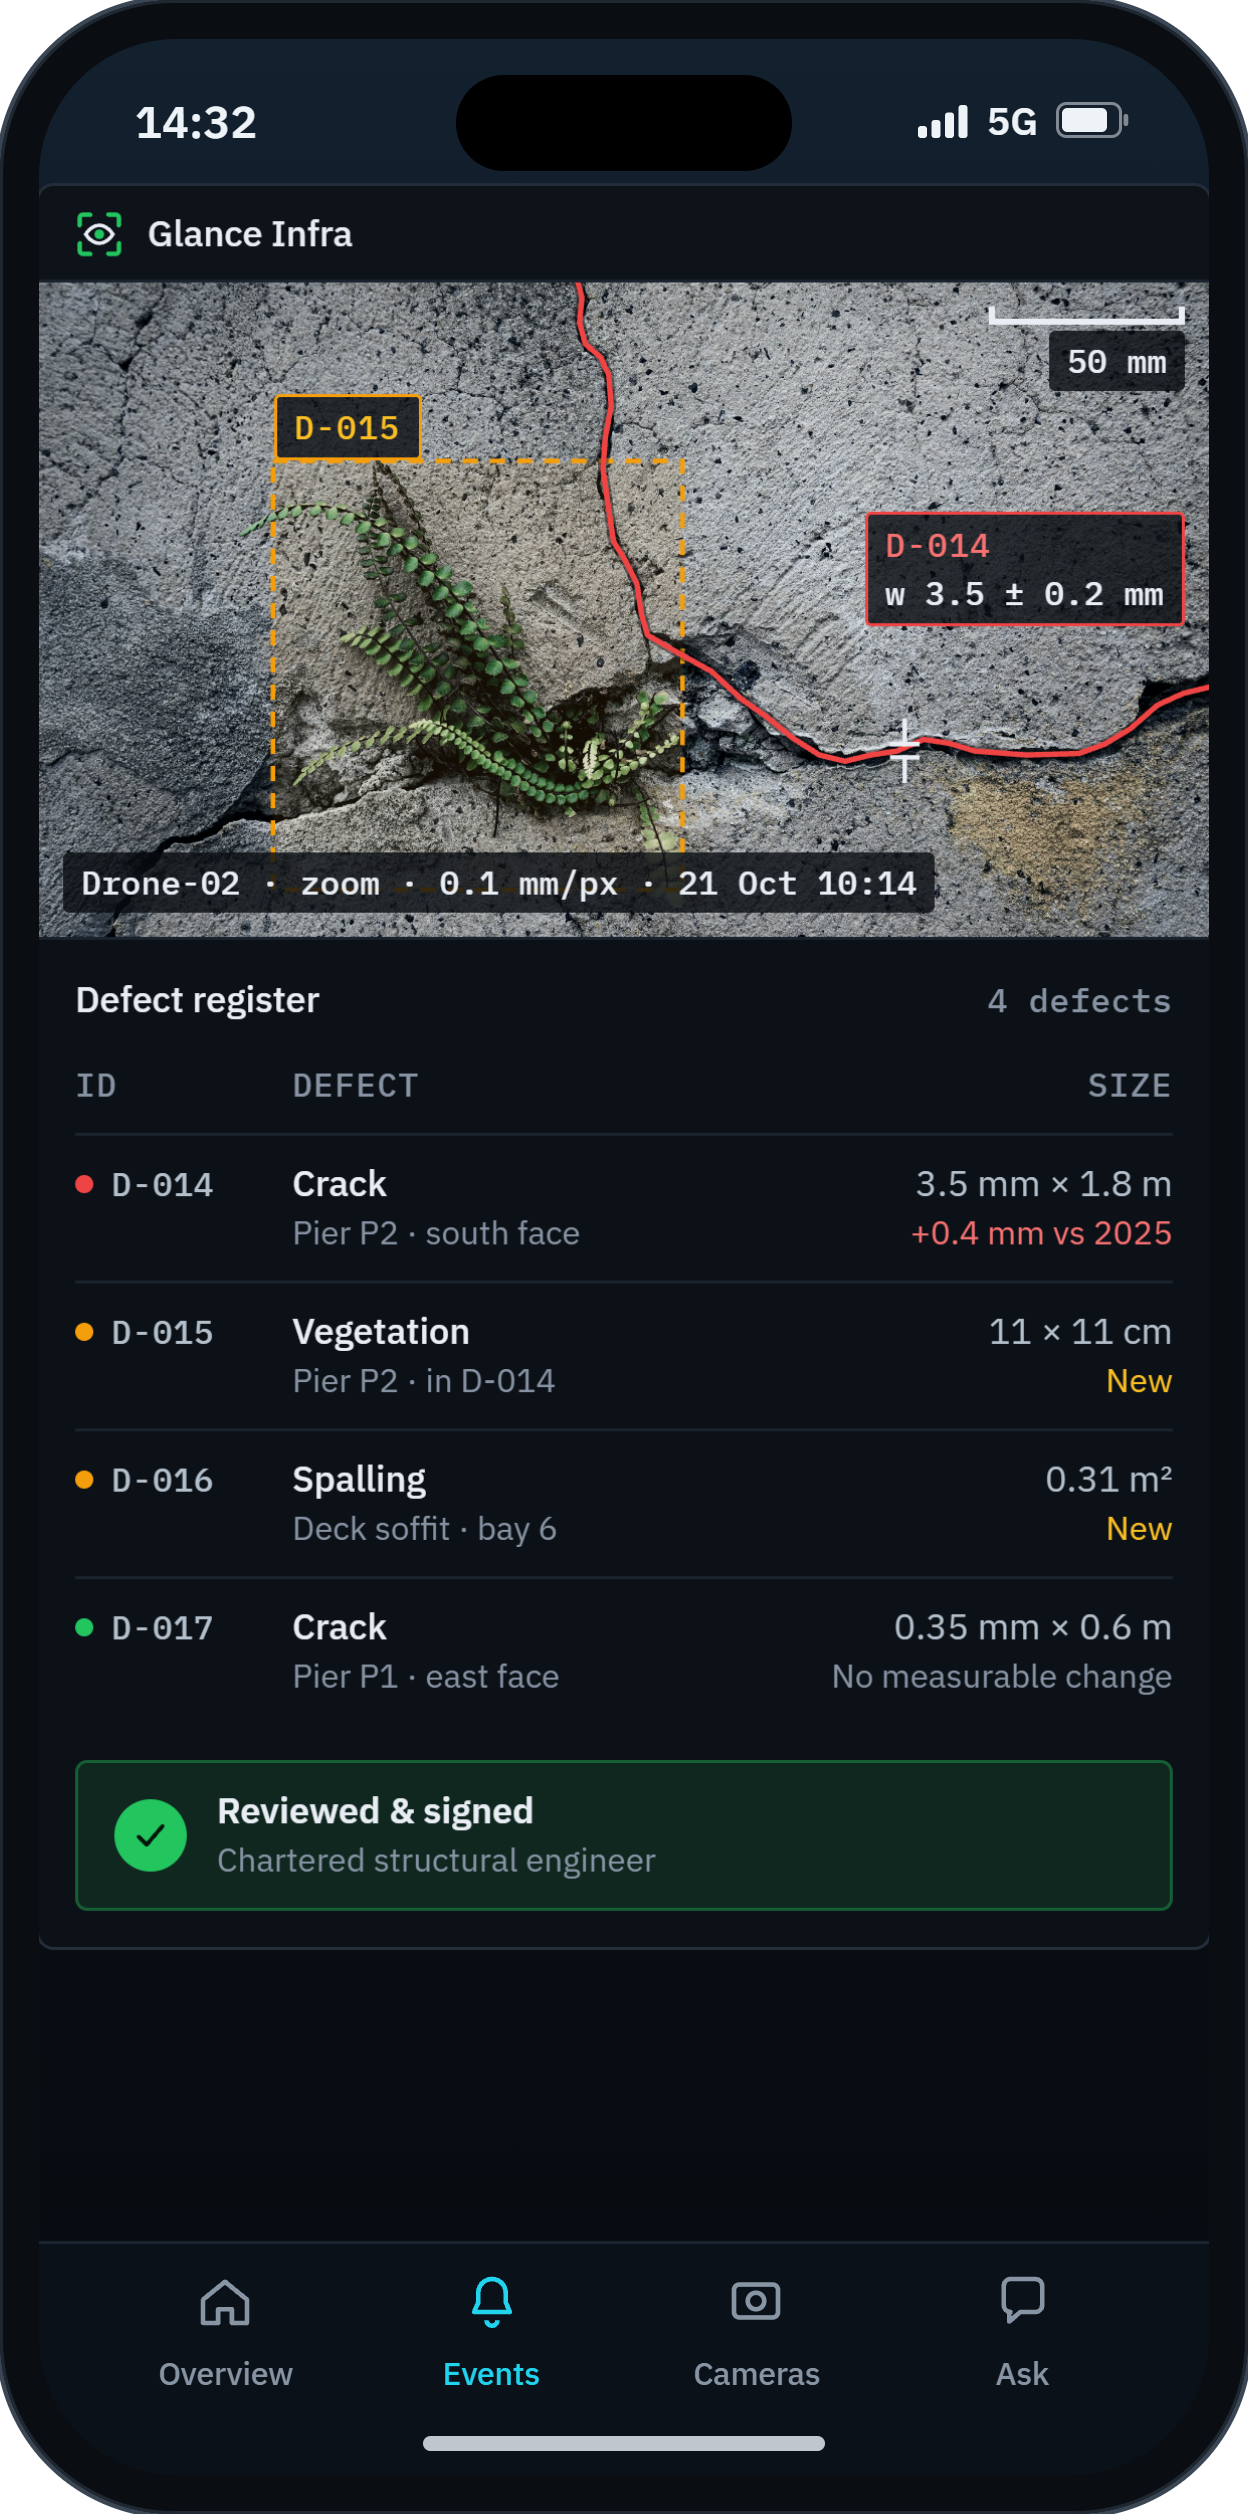 14:32
5G
Glance Infra
50 mm
D-015
D-014
w 3.5 ± 0.2 mm
Drone-02 · zoom · 0.1 mm/px · 21 Oct 10:14
Defect register
4 defects
ID DEFECT SIZE
D-014 Crack 3.5 mm × 1.8 m
Pier P2 · south face +0.4 mm vs 2025
D-015 Vegetation 11 × 11 cm
Pier P2 · in D-014 New
D-016 Spalling 0.31 m²
Deck soffit · bay 6 New
D-017 Crack 0.35 mm × 0.6 m
Pier P1 · east face No measurable change
Reviewed & signed
Chartered structural engineer
Overview Events Cameras Ask